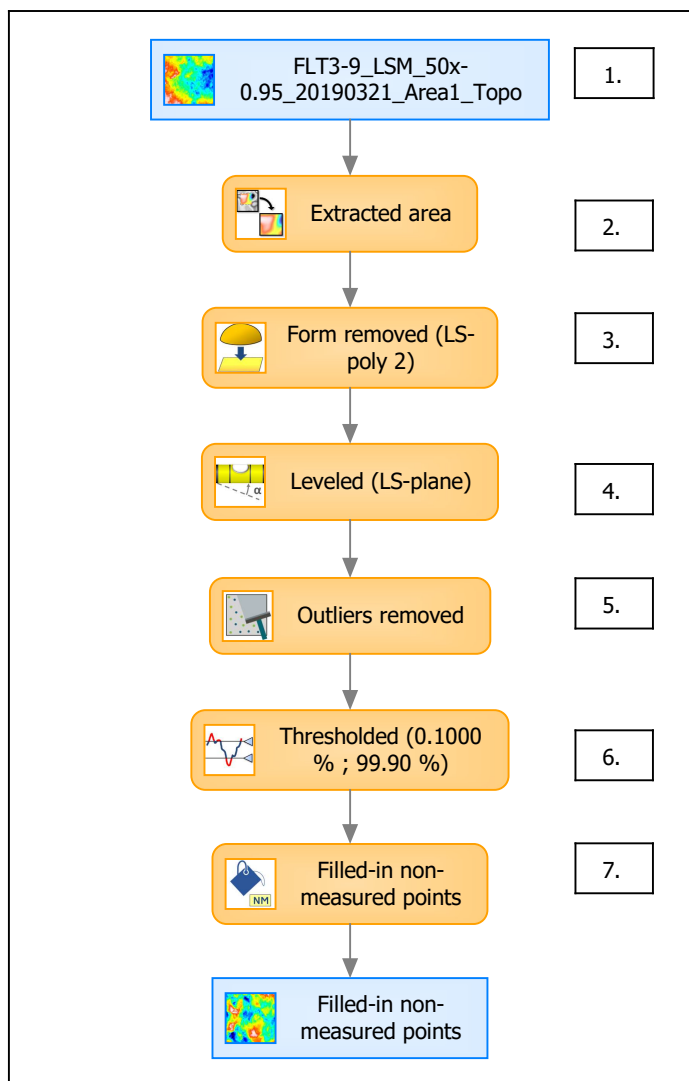 FLT3-9_LSM_50x-
0.95_20190321_Area1_Topo
1.
Extracted area
2.
Form removed (LS-
poly 2)
3.
α
Leveled (LS-plane)
4.
Outliers removed
5.
Thresholded (0.1000
% ; 99.90 %)
6.
NM
Filled-in non-
measured points
7.
Filled-in non-
measured points